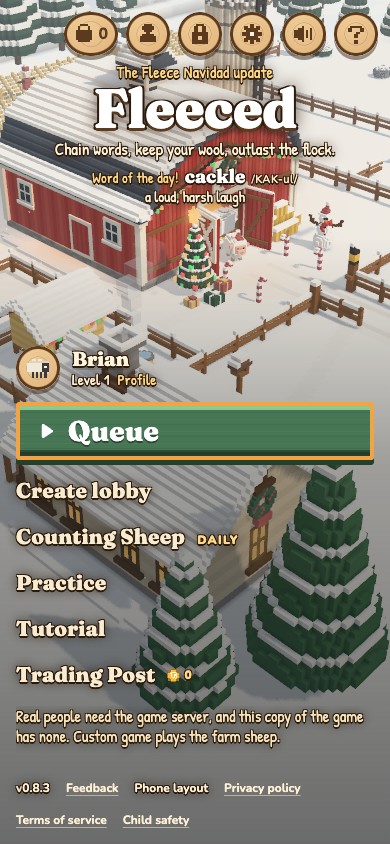 0
The Fleece Navidad update
Fleeced
Chain words, keep your wool, outlast the flock.
Word of the day! cackle /KAK-ul/
a loud, harsh laugh
Brian
Level 1 Profile
Queue
Create lobby
Counting Sheep DAILY
Practice
Tutorial
Trading Post 0
Real people need the game server, and this copy of the game
has none. Custom game plays the farm sheep.
v0.8.3 Feedback Phone layout Privacy policy
Terms of service Child safety